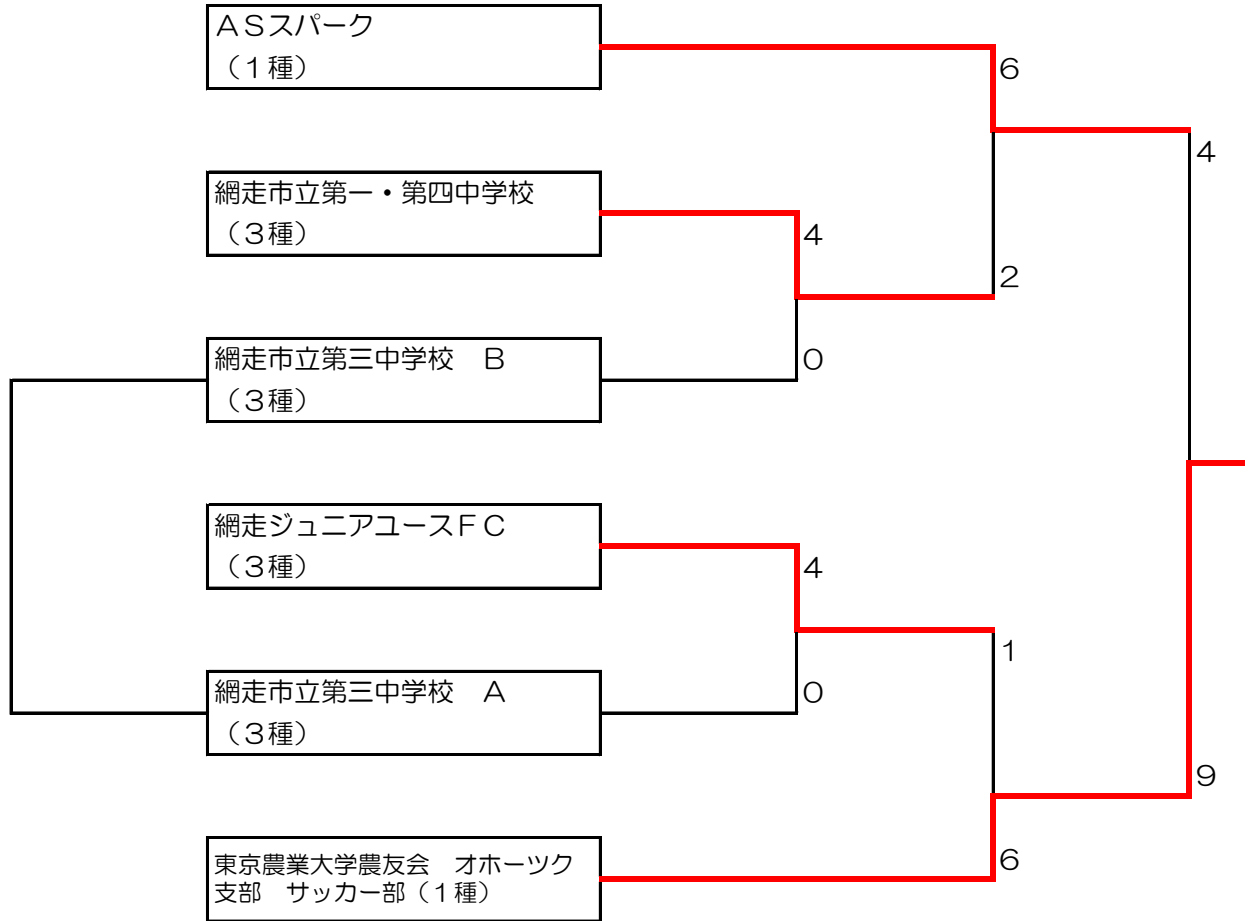 ＡＳスパーク
（１種）
６
４
網走市立第一・第四中学校
（３種）
４
２
網走市立第三中学校　Ｂ
（３種）
０
網走ジュニアユースＦＣ
（３種）
４
１
網走市立第三中学校　Ａ
（３種）
０
９
東京農業大学農友会　オホーツク
支部　サッカー部（１種）
６